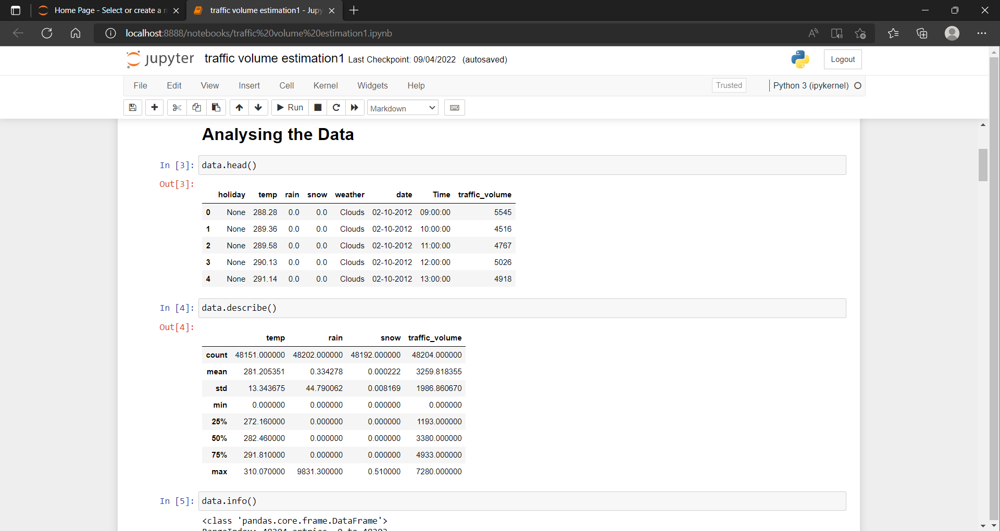 Home Page - Select or create a n
traffic volume estimation1 - Jupy
localhost:8888/notebooks/traffic%20volume%20estimation1.ipynb
jupyter traffic volume estimation1 Last Checkpoint: 09/04/2022 (autosaved)
Logout
File Edit View Insert Cell Kernel Widgets Help
Trusted
Python 3 (ipykernel)
Run
Markdown
Analysing the Data
In [3]: data.head()
Out[3]:
holiday temp rain snow weather date Time traffic_volume
0 None 288.28 0.0 0.0 Clouds 02-10-2012 09:00:00 5545
1 None 289.36 0.0 0.0 Clouds 02-10-2012 10:00:00 4516
2 None 289.58 0.0 0.0 Clouds 02-10-2012 11:00:00 4767
3 None 290.13 0.0 0.0 Clouds 02-10-2012 12:00:00 5026
4 None 291.14 0.0 0.0 Clouds 02-10-2012 13:00:00 4918
In [4]: data.describe()
Out[4]:
temp rain snow traffic_volume
count 48151.000000 48202.000000 48192.000000 48204.000000
mean 281.205351 0.334278 0.000222 3259.818355
std 13.343675 44.790062 0.008169 1986.860670
min 0.000000 0.000000 0.000000 0.000000
25% 272.160000 0.000000 0.000000 1193.000000
50% 282.460000 0.000000 0.000000 3380.000000
75% 291.810000 0.000000 0.000000 4933.000000
max 310.070000 9831.300000 0.510000 7280.000000
In [5]: data.info()
<class 'pandas.core.frame.DataFrame'>
RangeIndex: 48204 entries, 0 to 48203